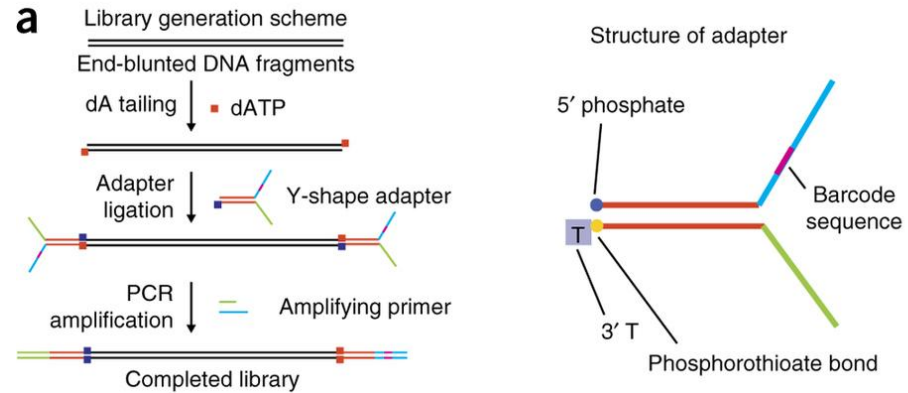 a
Library generation scheme
End-blunted DNA fragments
dA tailing
dATP
Adapter
ligation
Y-shape adapter
PCR
amplification
Amplifying primer
Completed library
Structure of adapter
5′ phosphate
Barcode
sequence
T
3′ T
Phosphorothioate bond